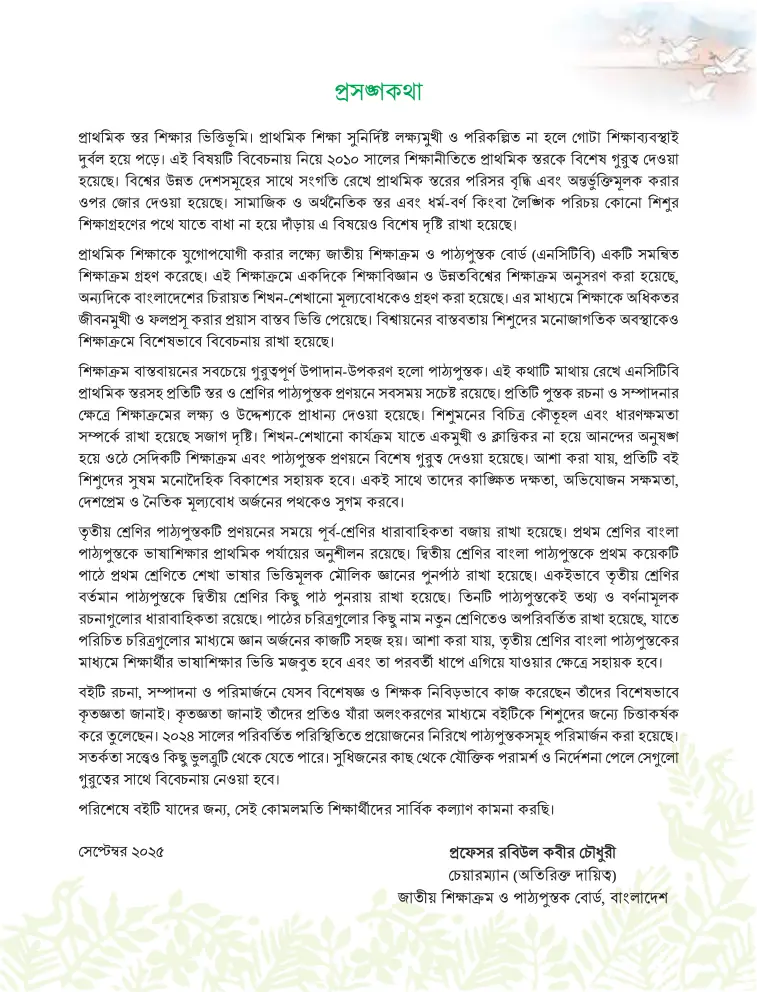 প্রসঙ্গকথা
প্রাথমিক স্তর শিক্ষার ভিত্তিভূমি। প্রাথমিক শিক্ষা সুনির্দিষ্ট লক্ষ্যমুখী ও পরিকল্পিত না হলে গোটা শিক্ষাব্যবস্থাই
দুর্বল হয়ে পড়ে। এই বিষয়টি বিবেচনায় নিয়ে ২০১০ সালের শিক্ষানীতিতে প্রাথমিক স্তরকে বিশেষ গুরুত্ব দেওয়া
হয়েছে। বিশ্বের উন্নত দেশসমূহের সাথে সংগতি রেখে প্রাথমিক স্তরের পরিসর বৃদ্ধি এবং অন্তর্ভুক্তিমূলক করার
ওপর জোর দেওয়া হয়েছে। সামাজিক ও অর্থনৈতিক স্তর এবং ধর্ম-বর্ণ কিংবা লৈঙ্গিক পরিচয় কোনো শিশুর
শিক্ষাগ্রহণের পথে যাতে বাধা না হয়ে দাঁড়ায় এ বিষয়েও বিশেষ দৃষ্টি রাখা হয়েছে।
প্রাথমিক শিক্ষাকে যুগোপযোগী করার লক্ষ্যে জাতীয় শিক্ষাক্রম ও পাঠ্যপুস্তক বোর্ড (এনসিটিবি) একটি সমন্বিত
শিক্ষাক্রম গ্রহণ করেছে। এই শিক্ষাক্রমে একদিকে শিক্ষাবিজ্ঞান ও উন্নতবিশ্বের শিক্ষাক্রম অনুসরণ করা হয়েছে,
অন্যদিকে বাংলাদেশের চিরায়ত শিখন-শেখানো মূল্যবোধকেও গ্রহণ করা হয়েছে। এর মাধ্যমে শিক্ষাকে অধিকতর
জীবনমুখী ও ফলপ্রসূ করার প্রয়াস বাস্তব ভিত্তি পেয়েছে। বিশ্বায়নের বাস্তবতায় শিশুদের মনোজাগতিক অবস্থাকেও
শিক্ষাক্রমে বিশেষভাবে বিবেচনায় রাখা হয়েছে।
শিক্ষাক্রম বাস্তবায়নের সবচেয়ে গুরুত্বপূর্ণ উপাদান-উপকরণ হলো পাঠ্যপুস্তক। এই কথাটি মাথায় রেখে এনসিটিবি
প্রাথমিক স্তরসহ প্রতিটি স্তর ও শ্রেণির পাঠ্যপুস্তক প্রণয়নে সবসময় সচেষ্ট রয়েছে। প্রতিটি পুস্তক রচনা ও সম্পাদনার
ক্ষেত্রে শিক্ষাক্রমের লক্ষ্য ও উদ্দেশ্যকে প্রাধান্য দেওয়া হয়েছে। শিশুমনের বিচিত্র কৌতূহল এবং ধারণক্ষমতা
সম্পর্কে রাখা হয়েছে সজাগ দৃষ্টি। শিখন-শেখানো কার্যক্রম যাতে একমুখী ও ক্লান্তিকর না হয়ে আনন্দের অনুষঙ্গ
হয়ে ওঠে সেদিকটি শিক্ষাক্রম এবং পাঠ্যপুস্তক প্রণয়নে বিশেষ গুরুত্ব দেওয়া হয়েছে। আশা করা যায়, প্রতিটি বই
শিশুদের সুষম মনোদৈহিক বিকাশের সহায়ক হবে। একই সাথে তাদের কাঙ্ক্ষিত দক্ষতা, অভিযোজন সক্ষমতা,
দেশপ্রেম ও নৈতিক মূল্যবোধ অর্জনের পথকেও সুগম করবে।
তৃতীয় শ্রেণির পাঠ্যপুস্তকটি প্রণয়নের সময়ে পূর্ব-শ্রেণির ধারাবাহিকতা বজায় রাখা হয়েছে। প্রথম শ্রেণির বাংলা
পাঠ্যপুস্তকে ভাষাশিক্ষার প্রাথমিক পর্যায়ের অনুশীলন রয়েছে। দ্বিতীয় শ্রেণির বাংলা পাঠ্যপুস্তকে প্রথম কয়েকটি
পাঠে প্রথম শ্রেণিতে শেখা ভাষার ভিত্তিমূলক মৌলিক জ্ঞানের পুনর্পাঠ রাখা হয়েছে। একইভাবে তৃতীয় শ্রেণির
বর্তমান পাঠ্যপুস্তকে দ্বিতীয় শ্রেণির কিছু পাঠ পুনরায় রাখা হয়েছে। তিনটি পাঠ্যপুস্তকেই তথ্য ও বর্ণনামূলক
রচনাগুলোর ধারাবাহিকতা রয়েছে। পাঠের চরিত্রগুলোর কিছু নাম নতুন শ্রেণিতেও অপরিবর্তিত রাখা হয়েছে, যাতে
পরিচিত চরিত্রগুলোর মাধ্যমে জ্ঞান অর্জনের কাজটি সহজ হয়। আশা করা যায়, তৃতীয় শ্রেণির বাংলা পাঠ্যপুস্তকের
মাধ্যমে শিক্ষার্থীর ভাষাশিক্ষার ভিত্তি মজবুত হবে এবং তা পরবর্তী ধাপে এগিয়ে যাওয়ার ক্ষেত্রে সহায়ক হবে।
বইটি রচনা, সম্পাদনা ও পরিমার্জনে যেসব বিশেষজ্ঞ ও শিক্ষক নিবিড়ভাবে কাজ করেছেন তাঁদের বিশেষভাবে
কৃতজ্ঞতা জানাই। কৃতজ্ঞতা জানাই তাঁদের প্রতিও যাঁরা অলংকরণের মাধ্যমে বইটিকে শিশুদের জন্যে চিত্তাকর্ষক
করে তুলেছেন। ২০২৪ সালের পরিবর্তিত পরিস্থিতিতে প্রয়োজনের নিরিখে পাঠ্যপুস্তকসমূহ পরিমার্জন করা হয়েছে।
সতর্কতা সত্ত্বেও কিছু ভুলত্রুটি থেকে যেতে পারে। সুধিজনের কাছ থেকে যৌক্তিক পরামর্শ ও নির্দেশনা পেলে সেগুলো
গুরুত্বের সাথে বিবেচনায় নেওয়া হবে।
পরিশেষে বইটি যাদের জন্য, সেই কোমলমতি শিক্ষার্থীদের সার্বিক কল্যাণ কামনা করছি।
সেপ্টেম্বর ২০২৫
প্রফেসর রবিউল কবীর চৌধুরী
চেয়ারম্যান (অতিরিক্ত দায়িত্ব)
জাতীয় শিক্ষাক্রম ও পাঠ্যপুস্তক বোর্ড, বাংলাদেশ